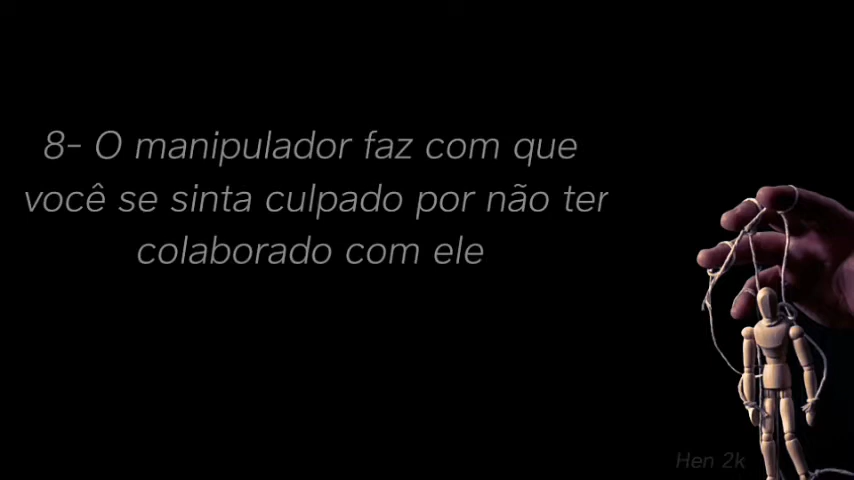 8- O manipulador faz com que
você se sinta culpado por não ter
colaborado com ele
Hen 2k